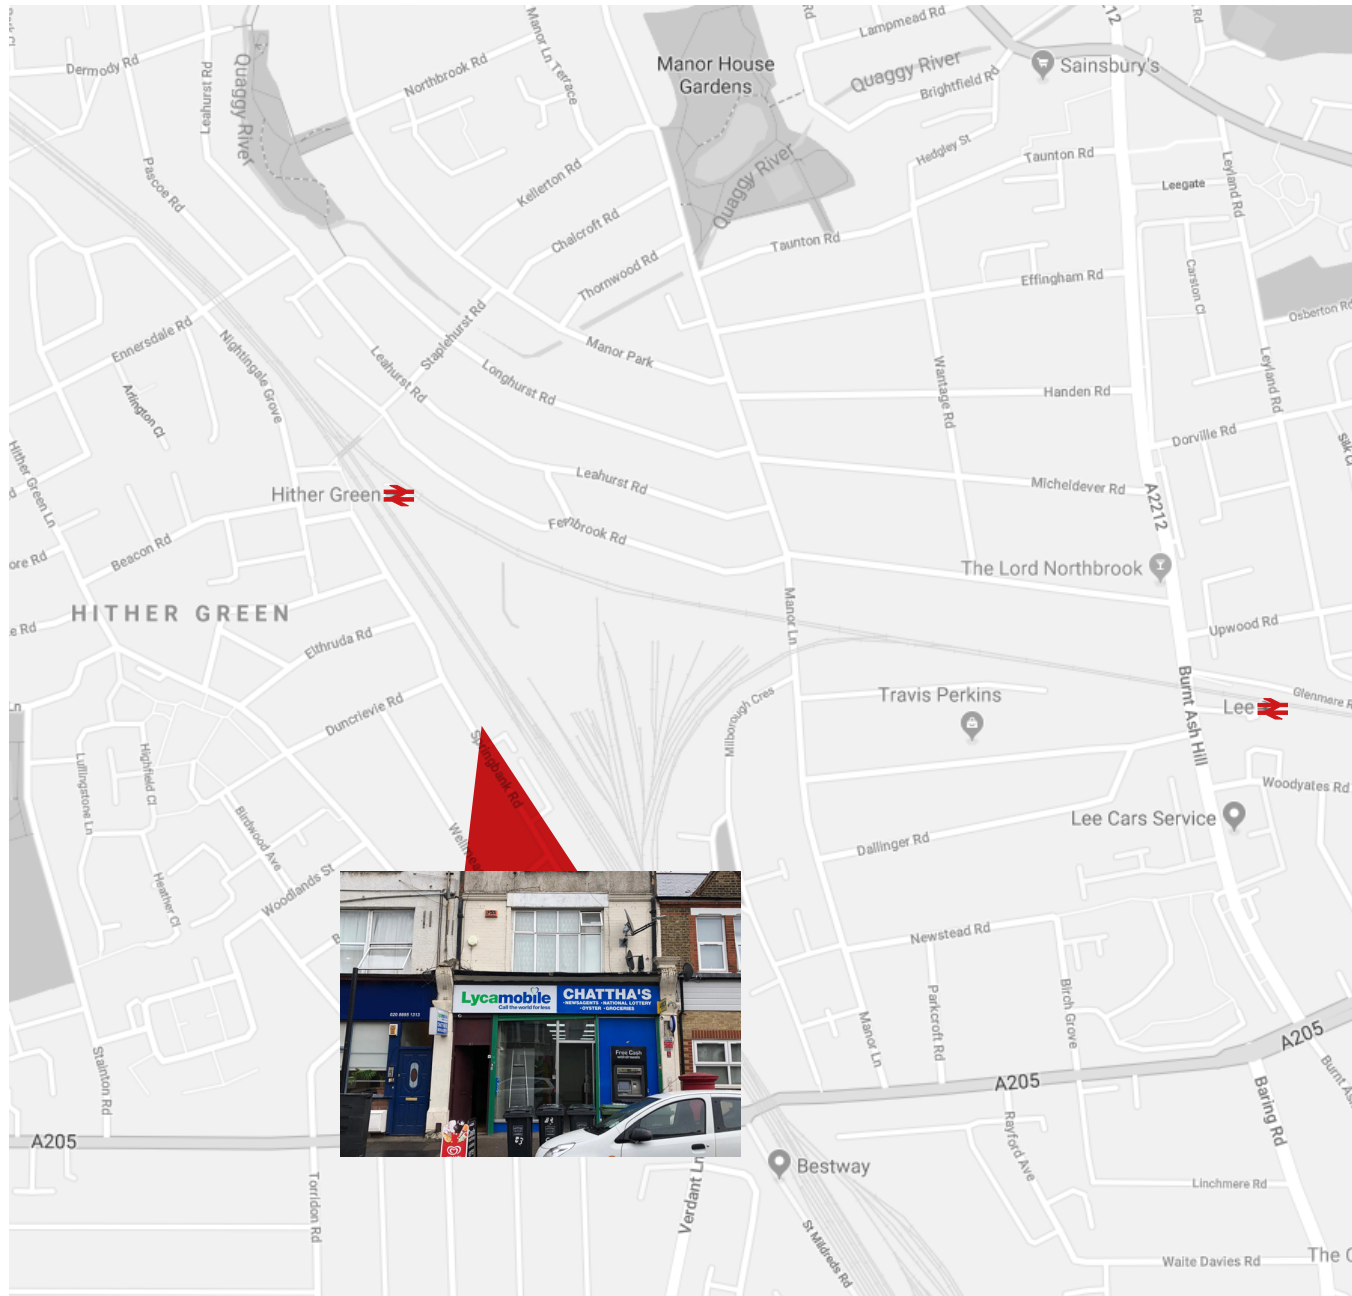 Dermody Rd
Leahurst Rd
Quaggy River
Northbrook Rd
Manor Ln Terrace
Manor House
Gardens
Lampmead Rd
Quaggy River
Brightfield Rd
Sainsbury's
Pascoe Rd
Kellerton Rd
Chalcroft Rd
Thornwood Rd
Quaggy River
Hedgley St
Taunton Rd
Taunton Rd
Leegate
Leyland Rd
Effingham Rd
Carston Cl
Osberton Rd
Ennersdale Rd
Nightingale Grove
Staplehurst Rd
Leahurst Rd
Manor Park
Longhurst Rd
Wantage Rd
Handen Rd
Leyland Rd
Arlington Cl
Dorville Rd
Hither Green Ln
Hither Green
Leahurst Rd
Micheldever Rd
A2212
Beacon Rd
Fernbrook Rd
The Lord Northbrook
HITHER GREEN
Manor Ln
Elthruda Rd
Upwood Rd
Duncrievie Rd
Milborough Cres
Travis Perkins
Burnt Ash Hill
Lee
Glenmere R
Springbank Rd
Luffingstone Ln
Highfield Cl
Birdwood Ave
Woodyates Rd
Lee Cars Service
Dallinger Rd
Heather Cl
Woodlands St
Newstead Rd
Lycamobile
Call the world for less
CHATTHA'S
•NEWSAGENTS •NATIONAL LOTTERY
•OYSTER •GROCERIES
Free Cash
Birch Grove
Parkcroft Rd
Manor Ln
Stainton Rd
A205
A205
A205
Baring Rd
Rayford Ave
Torridon Rd
Verdant Ln
Bestway
Linchmere Rd
St Mildreds Rd
Waite Davies Rd